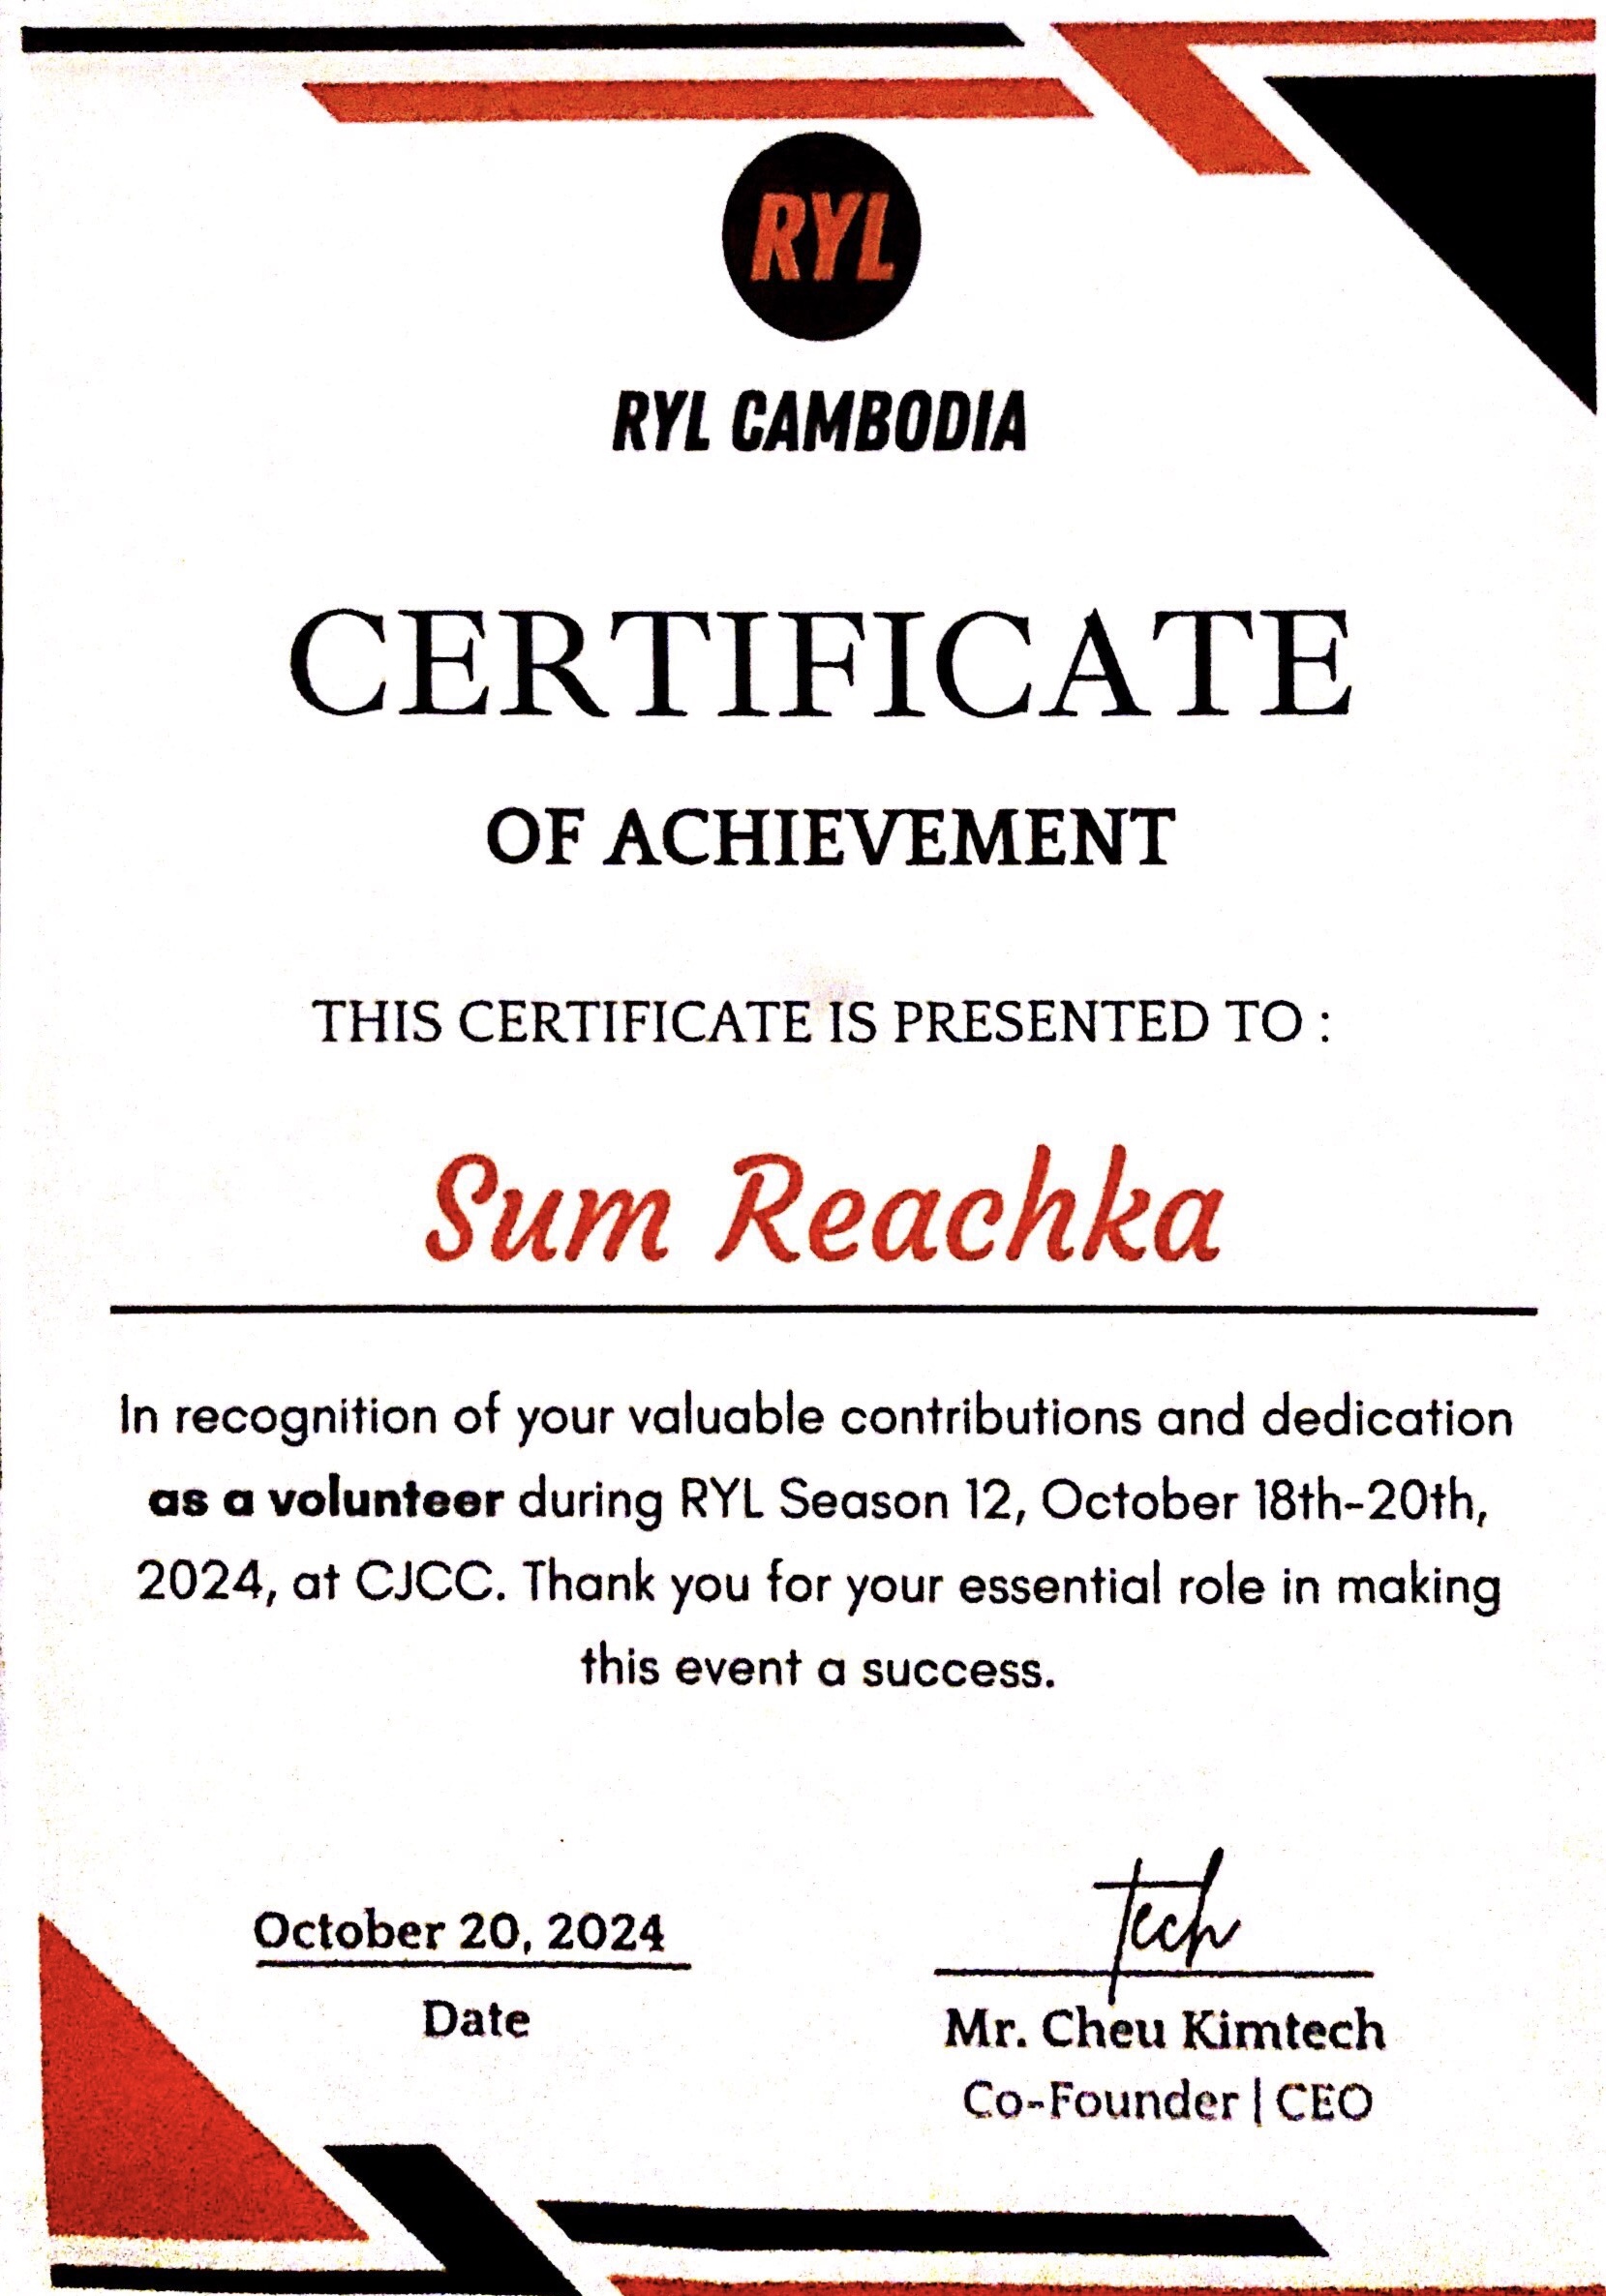 RYL
RYL CAMBODIA
CERTIFICATE
OF ACHIEVEMENT
THIS CERTIFICATE IS PRESENTED TO :
Sum Reachka
In recognition of your valuable contributions and dedication
as a volunteer during RYL Season 12, October 18th-20th,
2024, at CJCC. Thank you for your essential role in making
this event a success.
October 20, 2024
Date
Tech
Mr. Cheu Kimtech
Co-Founder | CEO